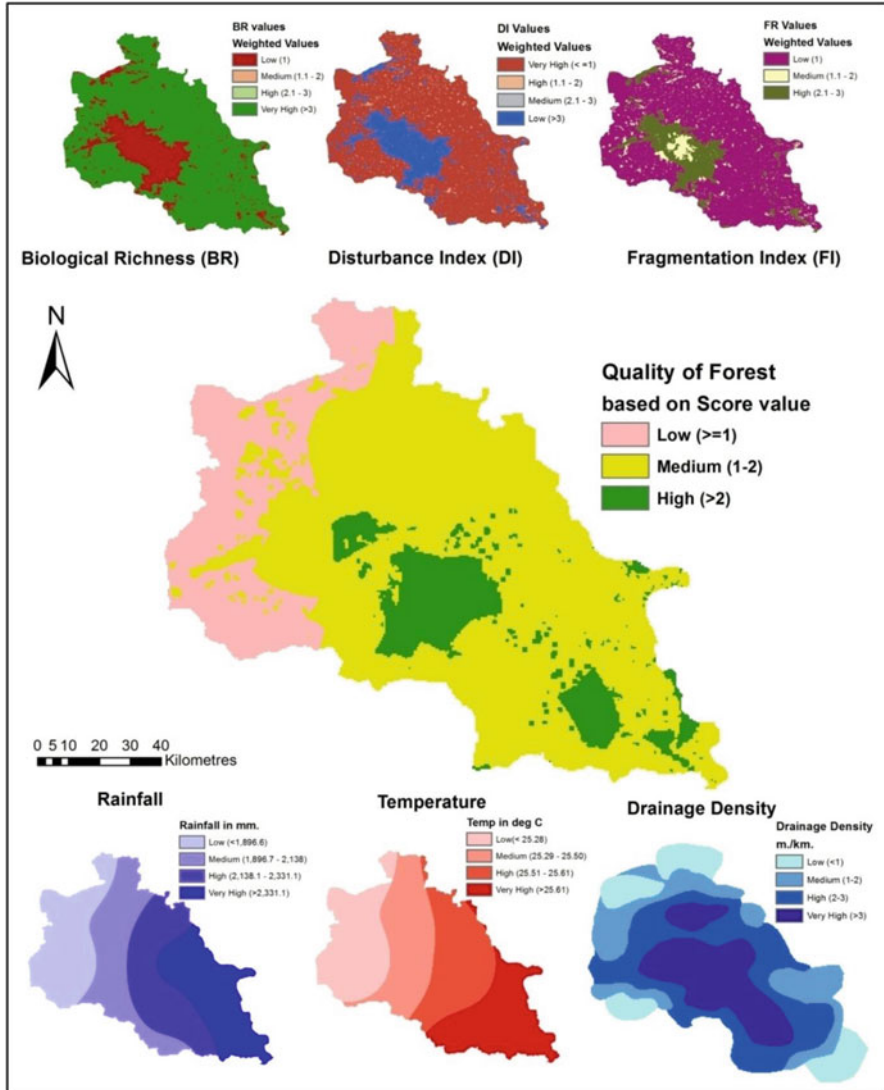 BR values
Weighted Values
Low (1)
Medium (1.1 - 2)
High (2.1 - 3)
Very High (>3)
DI Values
Weighted Values
Very High (< =1)
High (1.1 - 2)
Medium (2.1 - 3)
Low (>3)
FR Values
Weighted Values
Low (1)
Medium (1.1 - 2)
High (2.1 - 3)
Biological Richness (BR)
Disturbance Index (DI)
Fragmentation Index (FI)
N
Quality of Forest
based on Score value
Low (>=1)
Medium (1-2)
High (>2)
0 5 10 20 30 40
Kilometres
Rainfall
Rainfall in mm.
Low (<1,896.6)
Medium (1,896.7 - 2,138)
High (2,138.1 - 2,331.1)
Very High (>2,331.1)
Temperature
Temp in deg C
Low(< 25.28)
Medium (25.29 - 25.50)
High (25.51 - 25.61)
Very High (>25.61)
Drainage Density
Drainage Density
m./km.
Low (<1)
Medium (1-2)
High (2-3)
Very High (>3)